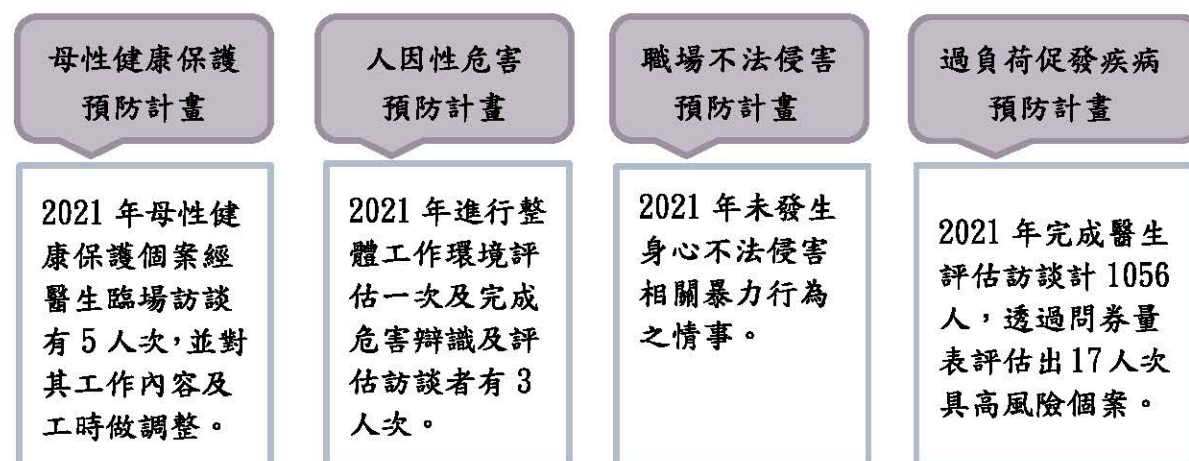 母性健康保護
預防計畫
2021 年母性健
康保護個案經
醫生臨場訪談
有 5 人次,並對
其工作內容及
工時做調整。
人因性危害
預防計畫
2021 年進行整
體工作環境評
估一次及完成
危害辯識及評
估訪談者有 3
人次。
職場不法侵害
預防計畫
2021 年未發生
身心不法侵害
相關暴力行為
之情事。
過負荷促發疾病
預防計畫
2021 年完成醫生
評估訪談計 1056
人,透過問券量
表評估出 17 人次
具高風險個案。